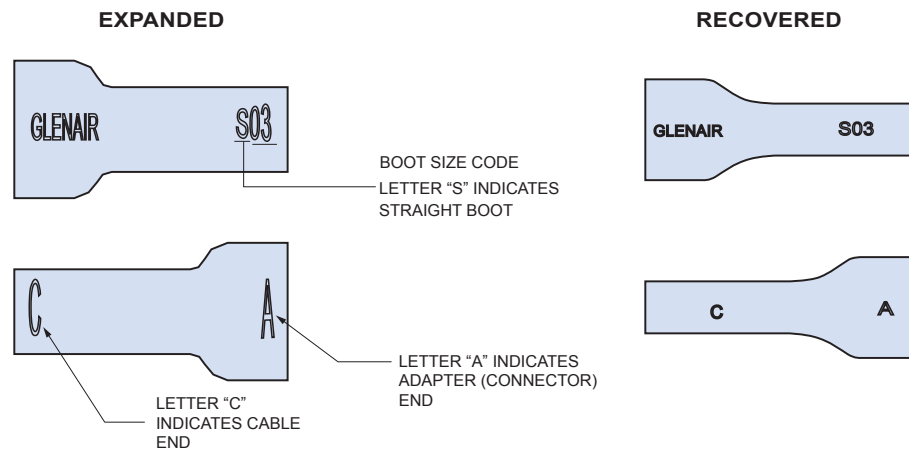 EXPANDED
RECOVERED
GLENAIR
S03
GLENAIR
S03
BOOT SIZE CODE
LETTER “S” INDICATES
STRAIGHT BOOT
C
A
C
A
LETTER “A” INDICATES
ADAPTER (CONNECTOR)
END
LETTER “C”
INDICATES CABLE
END